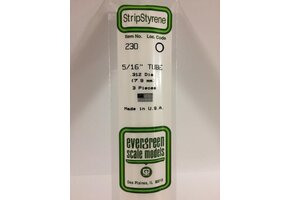 StripStyrene
Item No. Loc. Code
230
5/16" TUBE
.312 Dia
(7.9 mm)
3 Pieces
Made in U.S.A.
evergreen
scale models
Des Plaines, IL 60018